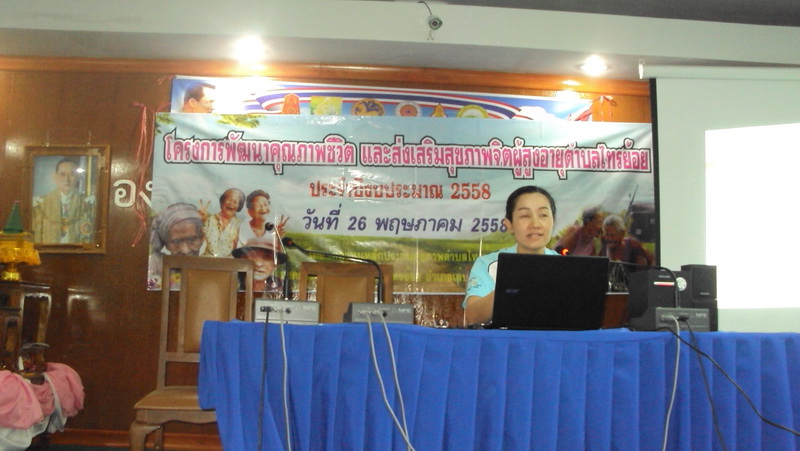 โครงการพัฒนาคุณภาพชีวิต และส่งเสริมสุขภาพจิตผู้สูงอายุตำบลไทรย้อย
ประจำปีงบประมาณ 2558
วันที่ 26 พฤษภาคม 2558
อง